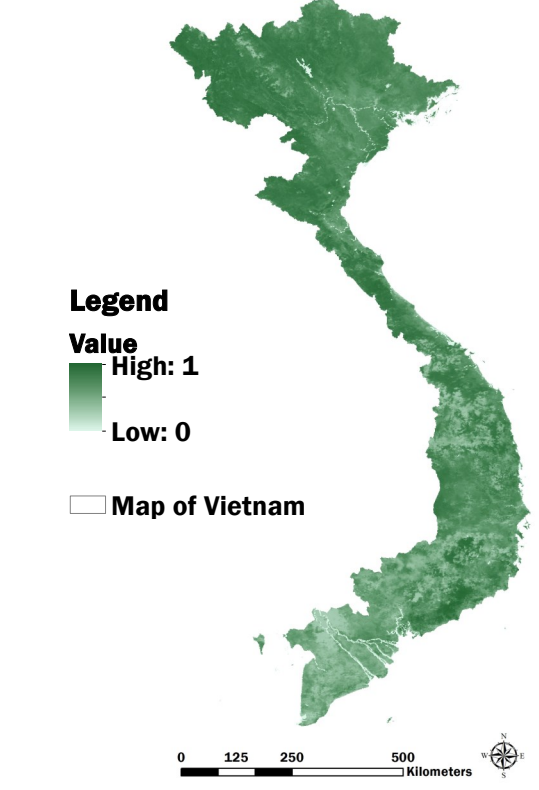 Legend
Value
High: 1
Low: 0
Map of Vietnam
0 125 250 500
Kilometers
N
W E
S